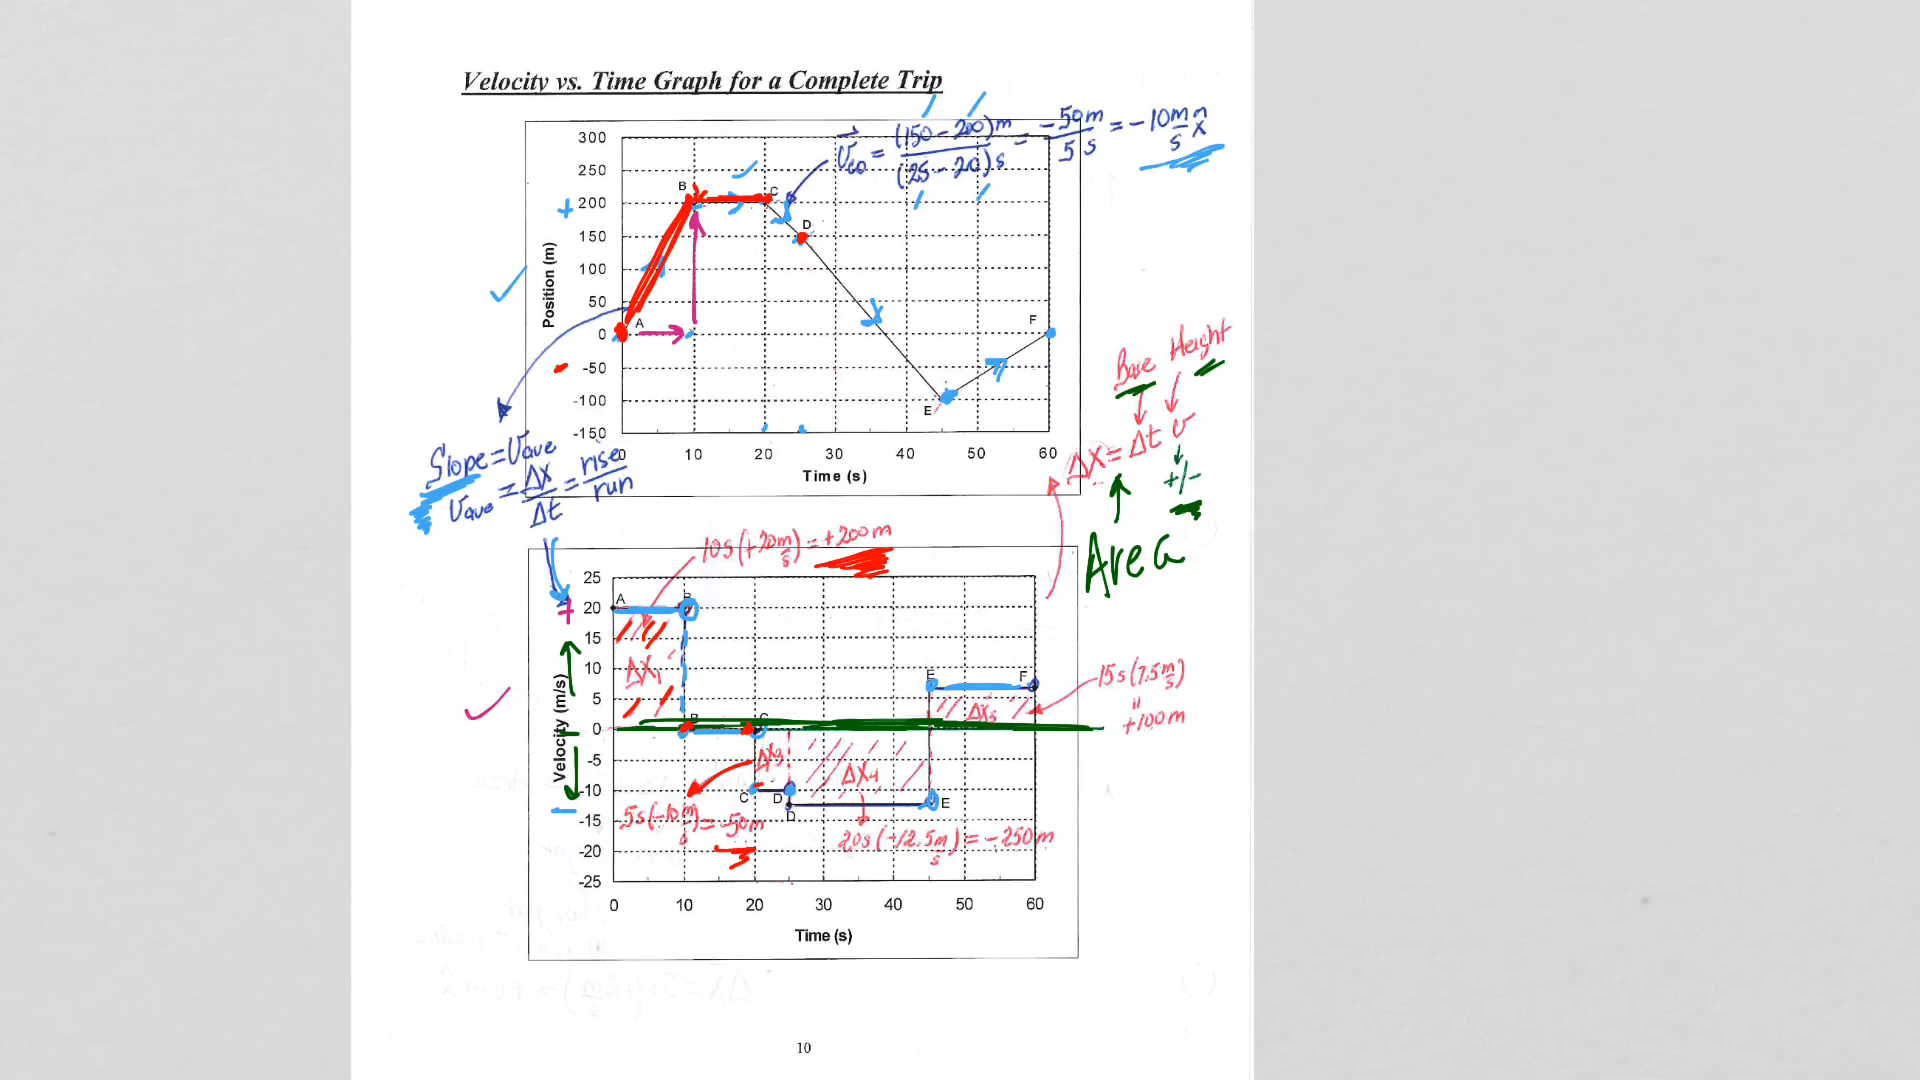 Velocity vs. Time Graph for a Complete Trip
V⃗CD = (150 - 200)m / (25 - 20)s = -50m / 5s = -10 m/s x̂
300
250
200
150
100
50
0
-50
-100
-150
+
-
Position (m)
A
B
C
D
E
F
0 10 20 30 40 50 60
Time (s)
Slope = Vave
Vave = ΔX/Δt = rise/run
Base Height
ΔX = Δt v
+/-
Area
10s(+20m/s) = +200m
25
20
15
10
5
0
-5
-10
-15
-20
-25
+
-
Velocity (m/s)
A B
ΔX1
B C
ΔX3
C D
D E
ΔX4
E F
ΔX5
15s(7.5m/s)
=
+100m
5s(-10m/s) = -50m
20s(-12.5m/s) = -250m
0 10 20 30 40 50 60
Time (s)
10